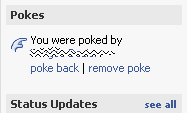 Pokes
You were poked by
poke back | remove poke
Status Updates see all